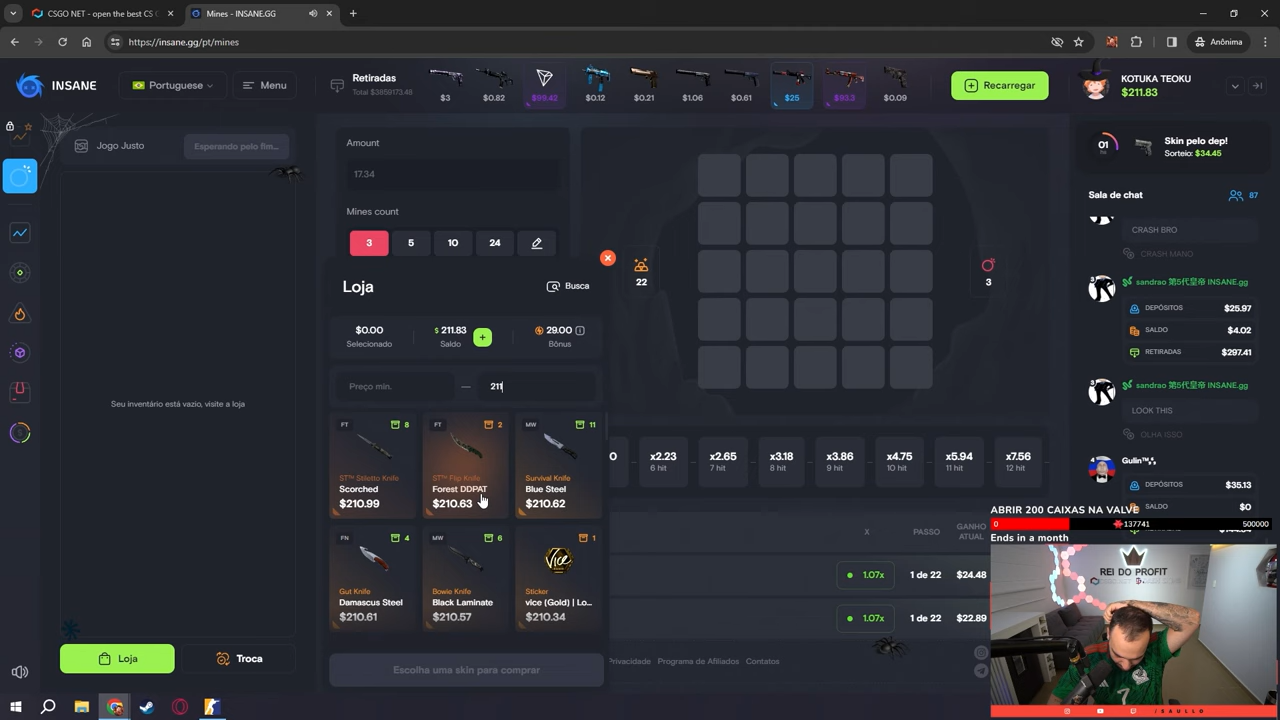 CSGO NET - open the best CS C
Mines - INSANE.GG
https://insane.gg/pt/mines
Anônima
INSANE
Portuguese
Menu
Retiradas
Total $3859173.48
$3
$0.82
$99.42
$0.12
$0.21
$1.06
$0.61
$25
$93.3
$0.09
Recarregar
KOTUKA TEOKU
$211.83
Jogo Justo
Esperando pelo fim...
Seu inventário está vazio, visite a loja
Loja
Troca
Amount
17.34
Mines count
3
5
10
24
Loja
Busca
$0.00
Selecionado
$ 211.83
Saldo
29.00
Bônus
Preço min.
—
211
FT
8
ST™ Stiletto Knife
Scorched
$210.99
FT
2
ST™ Flip Knife
Forest DDPAT
$210.63
MW
11
Survival Knife
Blue Steel
$210.62
FN
4
Gut Knife
Damascus Steel
$210.61
MW
6
Bowie Knife
Black Laminate
$210.57
1
Sticker
vice (Gold) | Lo...
$210.34
Escolha uma skin para comprar
22
3
0
x2.23
6 hit
x2.65
7 hit
x3.18
8 hit
x3.86
9 hit
x4.75
10 hit
x5.94
11 hit
x7.56
12 hit
X
PASSO
GANHO
ATUAL
1.07x
1 de 22
$24.48
1.07x
1 de 22
$22.89
Privacidade
Programa de Afiliados
Contatos
01
Skin pelo dep!
Sorteio: $34.45
Sala de chat
87
CRASH BRO
CRASH MANO
sandrao 第5代皇帝 INSANE.gg
DEPÓSITOS
$25.97
SALDO
$4.02
RETIRADAS
$297.41
sandrao 第5代皇帝 INSANE.gg
LOOK THIS
OLHA ISSO
Gulin™
DEPÓSITOS
$35.13
SALDO
$0
ABRIR 200 CAIXAS NA VALVE
0
137741
500000
Ends in a month
REI DO PROFIT
/SAULLO